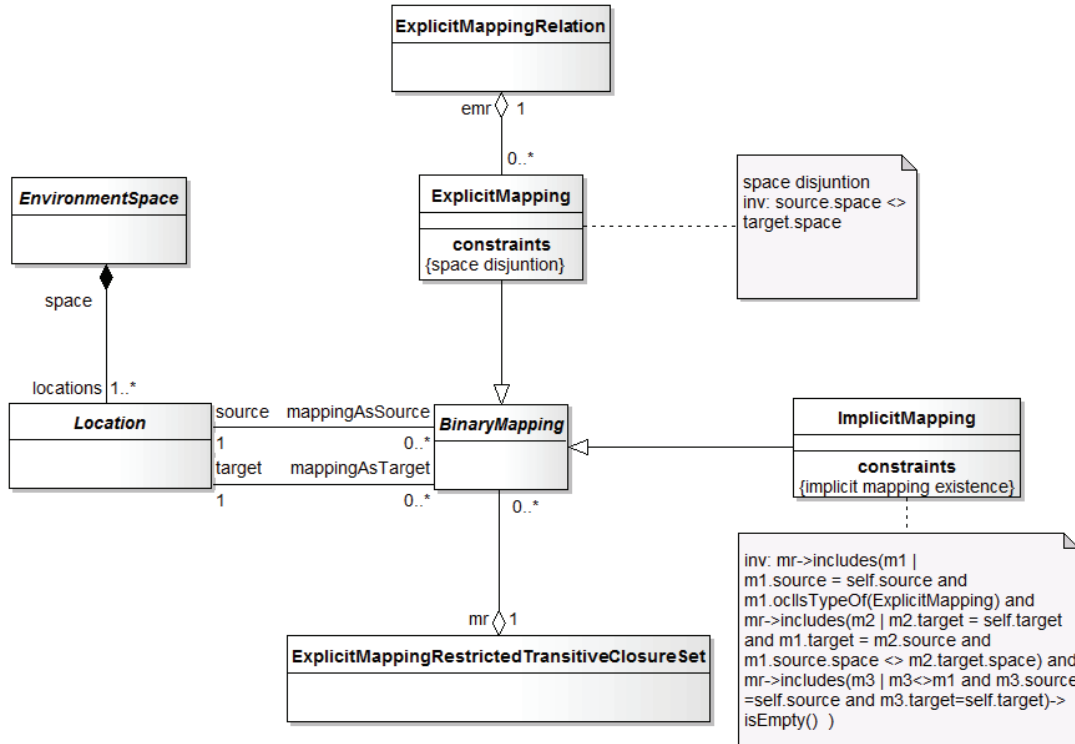 ExplicitMappingRelation
emr 1
0..*
ExplicitMapping
constraints
{space disjuntion}
space disjuntion
inv: source.space <>
target.space
EnvironmentSpace
space
locations 1..*
Location
source mappingAsSource
1 0..*
target mappingAsTarget
1 0..*
BinaryMapping
0..*
ImplicitMapping
constraints
{implicit mapping existence}
mr 1
ExplicitMappingRestrictedTransitiveClosureSet
inv: mr->includes(m1 |
m1.source = self.source and
m1.oclIsTypeOf(ExplicitMapping) and
mr->includes(m2 | m2.target = self.target
and m1.target = m2.source and
m1.source.space <> m2.target.space) and
mr->includes(m3 | m3<>m1 and m3.source
=self.source and m3.target=self.target)->
isEmpty() )